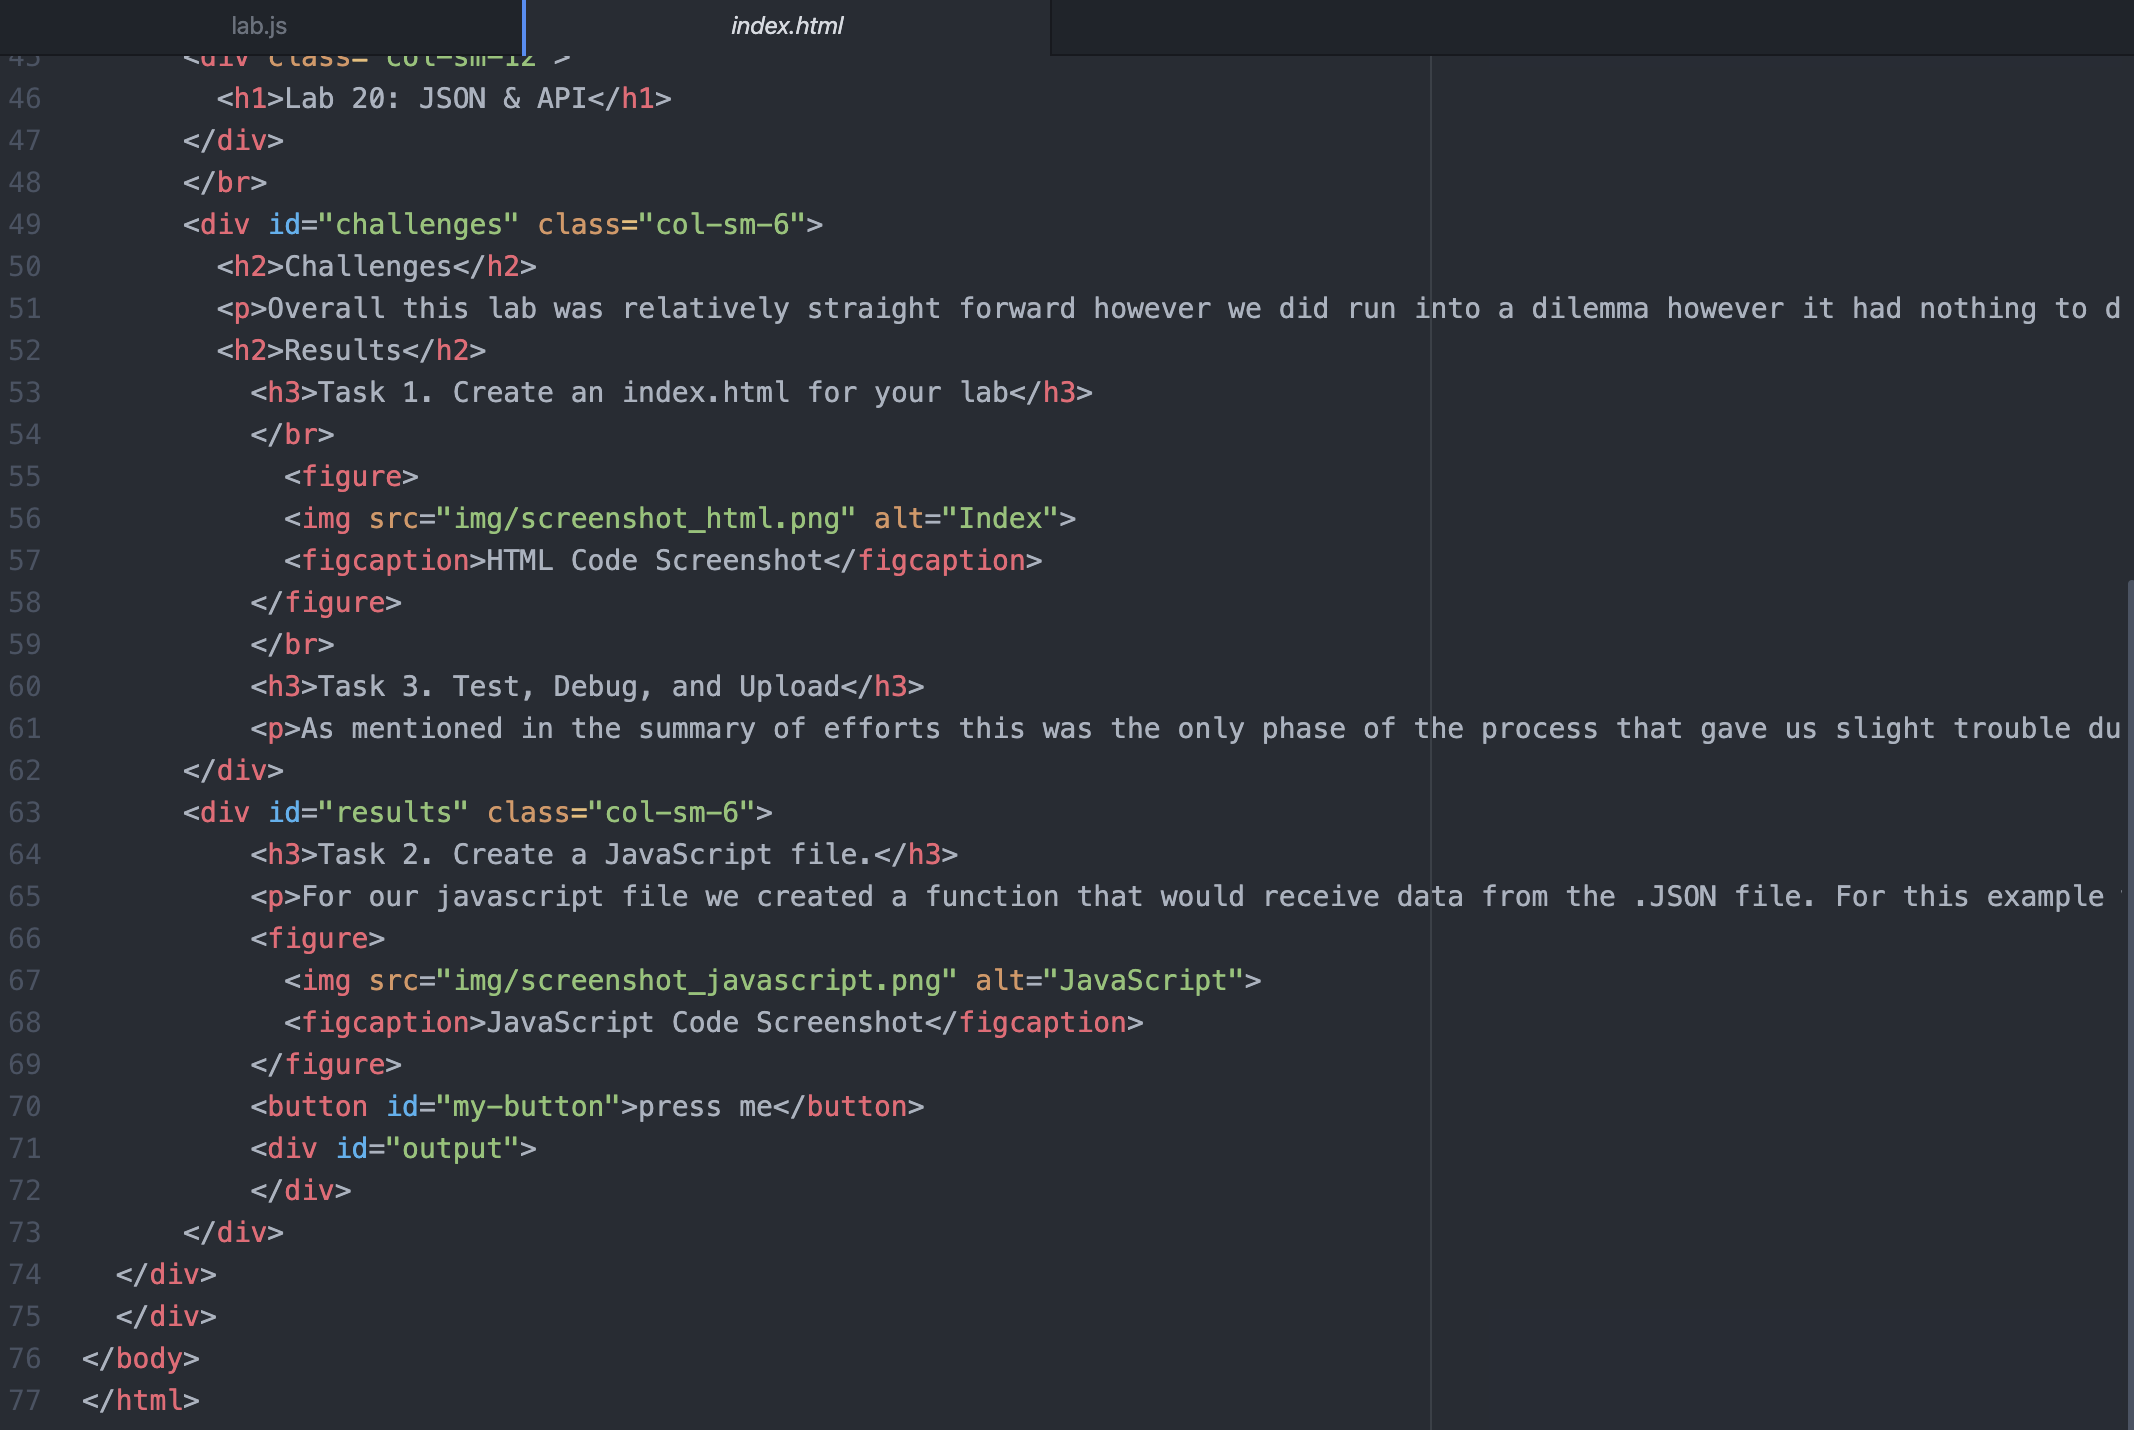 lab.js
index.html
45 <div class="col-sm-12">
46 <h1>Lab 20: JSON & API</h1>
47 </div>
48 </br>
49 <div id="challenges" class="col-sm-6">
50 <h2>Challenges</h2>
51 <p>Overall this lab was relatively straight forward however we did run into a dilemma however it had nothing to d
52 <h2>Results</h2>
53 <h3>Task 1. Create an index.html for your lab</h3>
54 </br>
55 <figure>
56 <img src="img/screenshot_html.png" alt="Index">
57 <figcaption>HTML Code Screenshot</figcaption>
58 </figure>
59 </br>
60 <h3>Task 3. Test, Debug, and Upload</h3>
61 <p>As mentioned in the summary of efforts this was the only phase of the process that gave us slight trouble du
62 </div>
63 <div id="results" class="col-sm-6">
64 <h3>Task 2. Create a JavaScript file.</h3>
65 <p>For our javascript file we created a function that would receive data from the .JSON file. For this example
66 <figure>
67 <img src="img/screenshot_javascript.png" alt="JavaScript">
68 <figcaption>JavaScript Code Screenshot</figcaption>
69 </figure>
70 <button id="my-button">press me</button>
71 <div id="output">
72 </div>
73 </div>
74 </div>
75 </div>
76 </body>
77 </html>